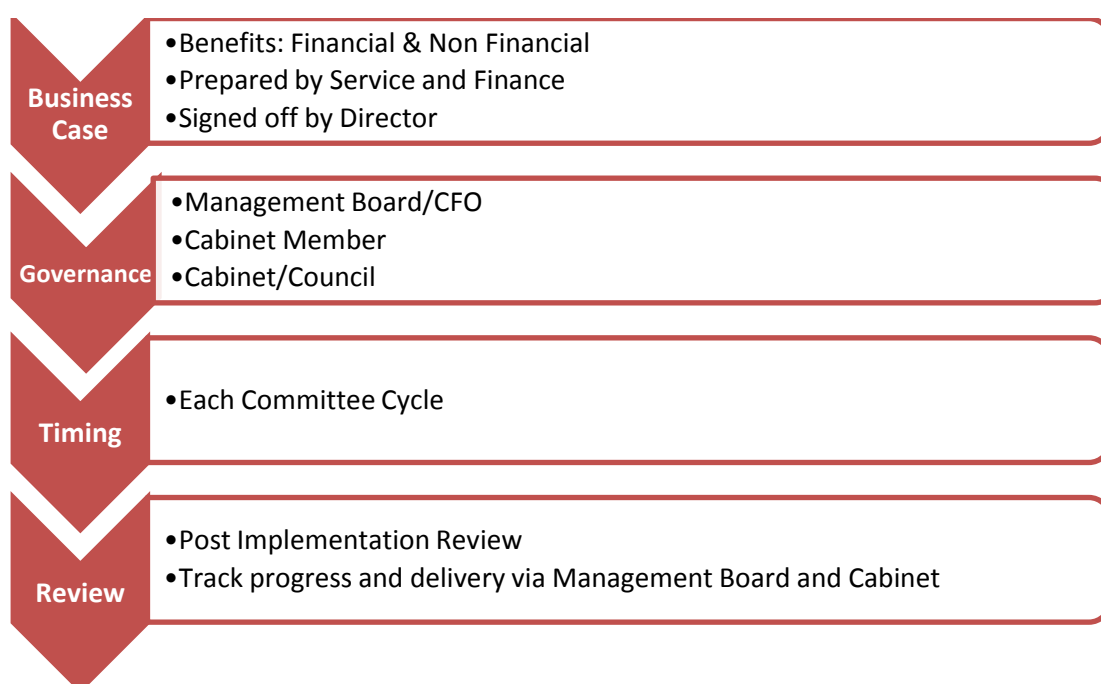 Business
Case
•Benefits: Financial & Non Financial
•Prepared by Service and Finance
•Signed off by Director
Governance
•Management Board/CFO
•Cabinet Member
•Cabinet/Council
Timing
•Each Committee Cycle
Review
•Post Implementation Review
•Track progress and delivery via Management Board and Cabinet